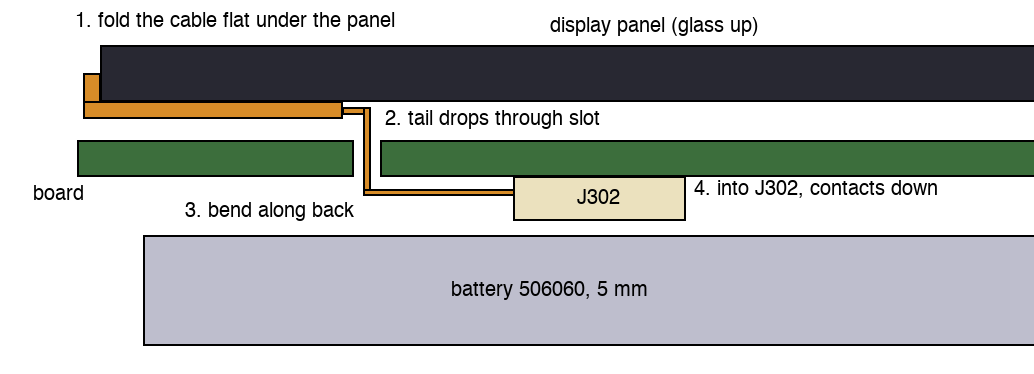 1. fold the cable flat under the panel
display panel (glass up)
2. tail drops through slot
board
3. bend along back
J302
4. into J302, contacts down
battery 506060, 5 mm